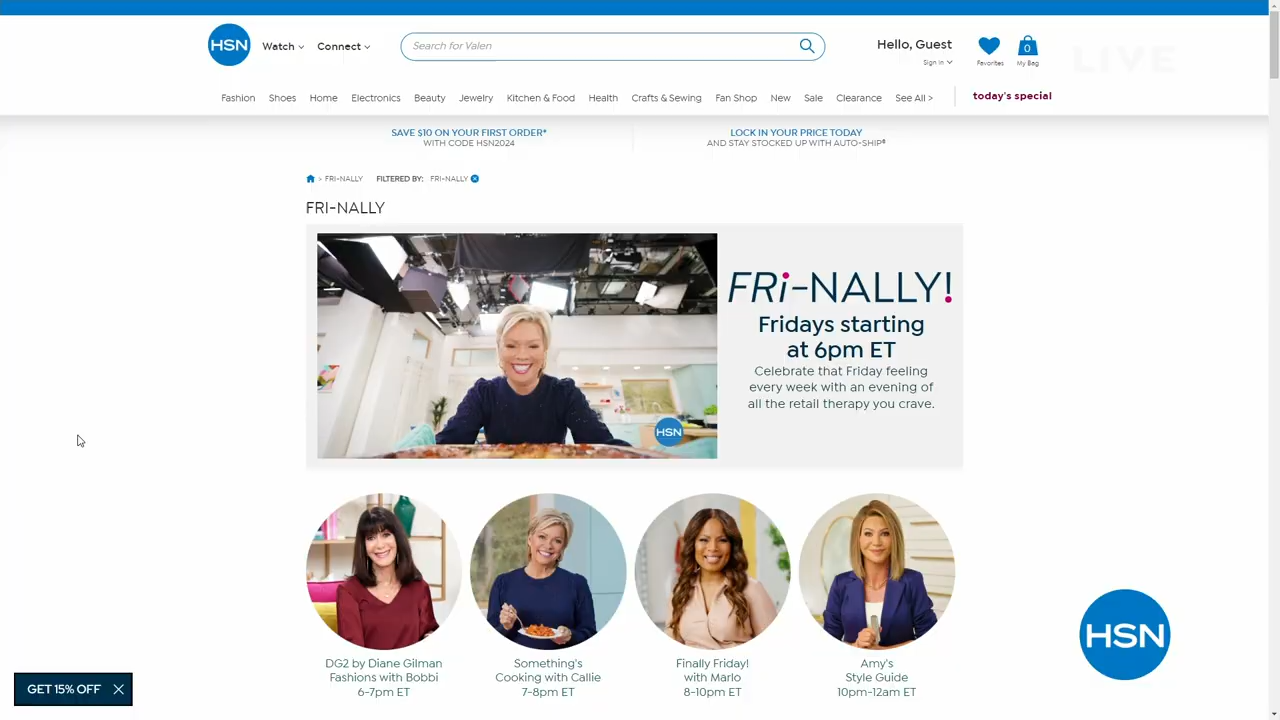 HSN
Watch
Connect
Search for Valen
Hello, Guest
Sign In
Favorites
0
My Bag
LIVE
Fashion
Shoes
Home
Electronics
Beauty
Jewelry
Kitchen & Food
Health
Crafts & Sewing
Fan Shop
New
Sale
Clearance
See All >
today's special
SAVE $10 ON YOUR FIRST ORDER*
WITH CODE HSN2024
LOCK IN YOUR PRICE TODAY
AND STAY STOCKED UP WITH AUTO-SHIP®
> FRI-NALLY
FILTERED BY:
FRI-NALLY
FRI-NALLY
FRi-NALLY!
Fridays starting
at 6pm ET
Celebrate that Friday feeling
every week with an evening of
all the retail therapy you crave.
HSN
DG2 by Diane Gilman
Fashions with Bobbi
6-7pm ET
Something's
Cooking with Callie
7-8pm ET
Finally Friday!
with Marlo
8-10pm ET
Amy's
Style Guide
10pm-12am ET
HSN
GET 15% OFF